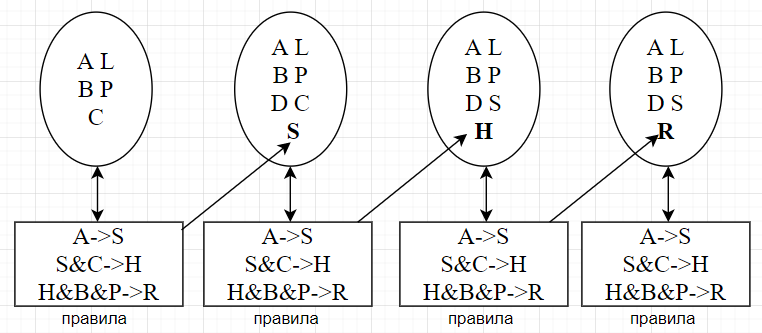 A L
B P
C
A L
B P
D C
S
A L
B P
D S
H
A L
B P
D S
R
A->S
S&C->H
H&B&P->R
A->S
S&C->H
H&B&P->R
A->S
S&C->H
H&B&P->R
A->S
S&C->H
H&B&P->R
правила
правила
правила
правила